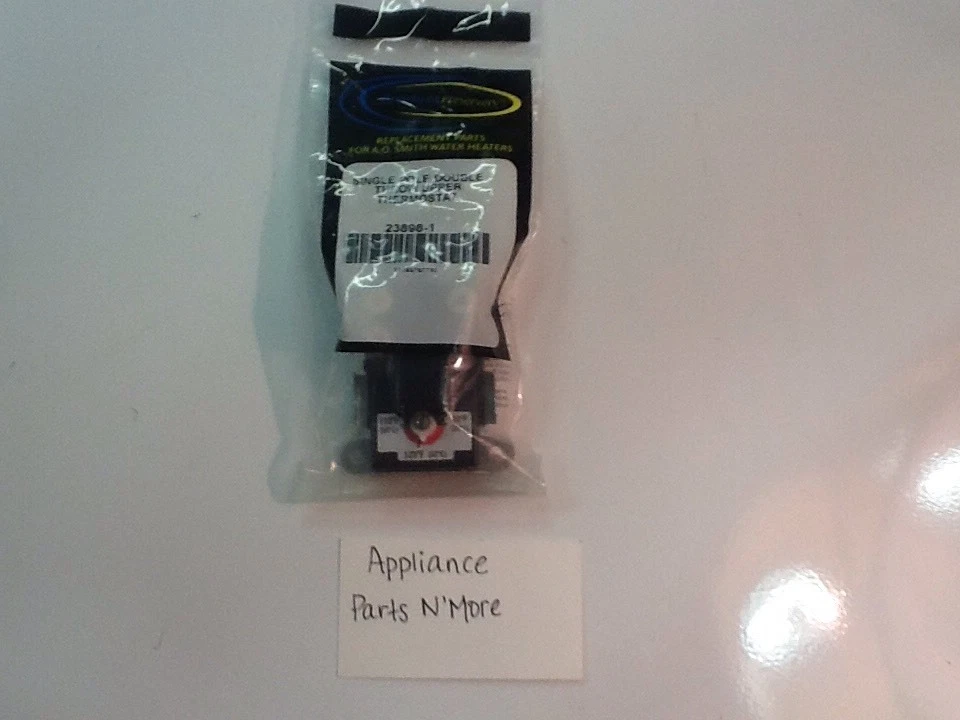 REPLACEMENT PARTS
FOR A.O. SMITH WATER HEATERS
SINGLE POLE DOUBLE
THROW UPPER
THERMOSTAT
23898-1
Appliance
Parts N'More